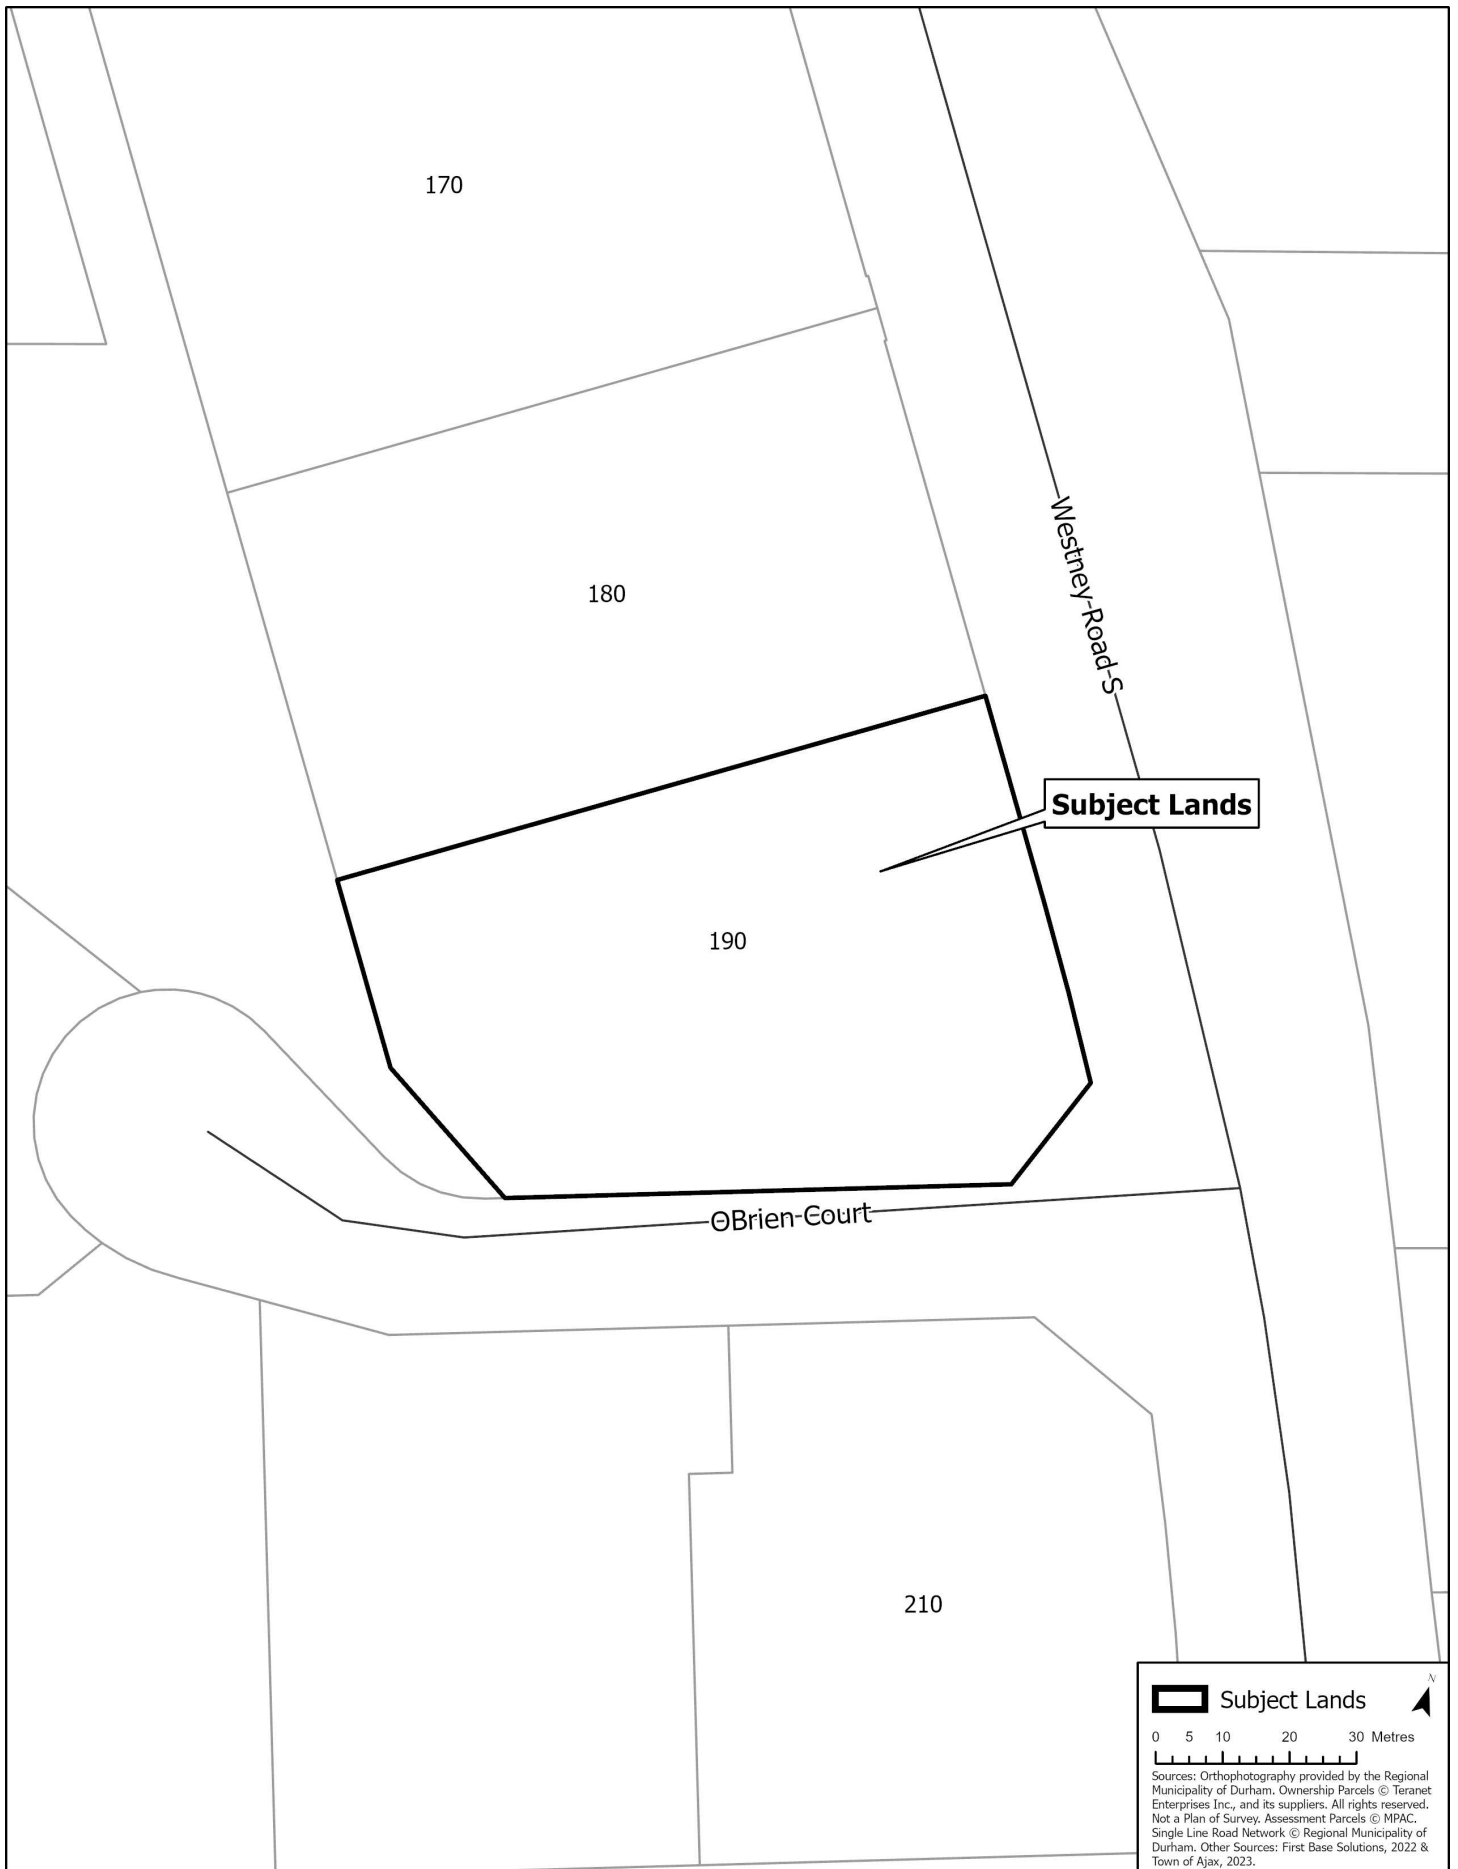 170
180
Westney Road S
Subject Lands
190
OBrien Court
210
N
Subject Lands
0 5 10 20 30 Metres
Sources: Orthophotography provided by the Regional
Municipality of Durham. Ownership Parcels © Teranet
Enterprises Inc., and its suppliers. All rights reserved.
Not a Plan of Survey. Assessment Parcels © MPAC.
Single Line Road Network © Regional Municipality of
Durham. Other Sources: First Base Solutions, 2022 &
Town of Ajax, 2023.